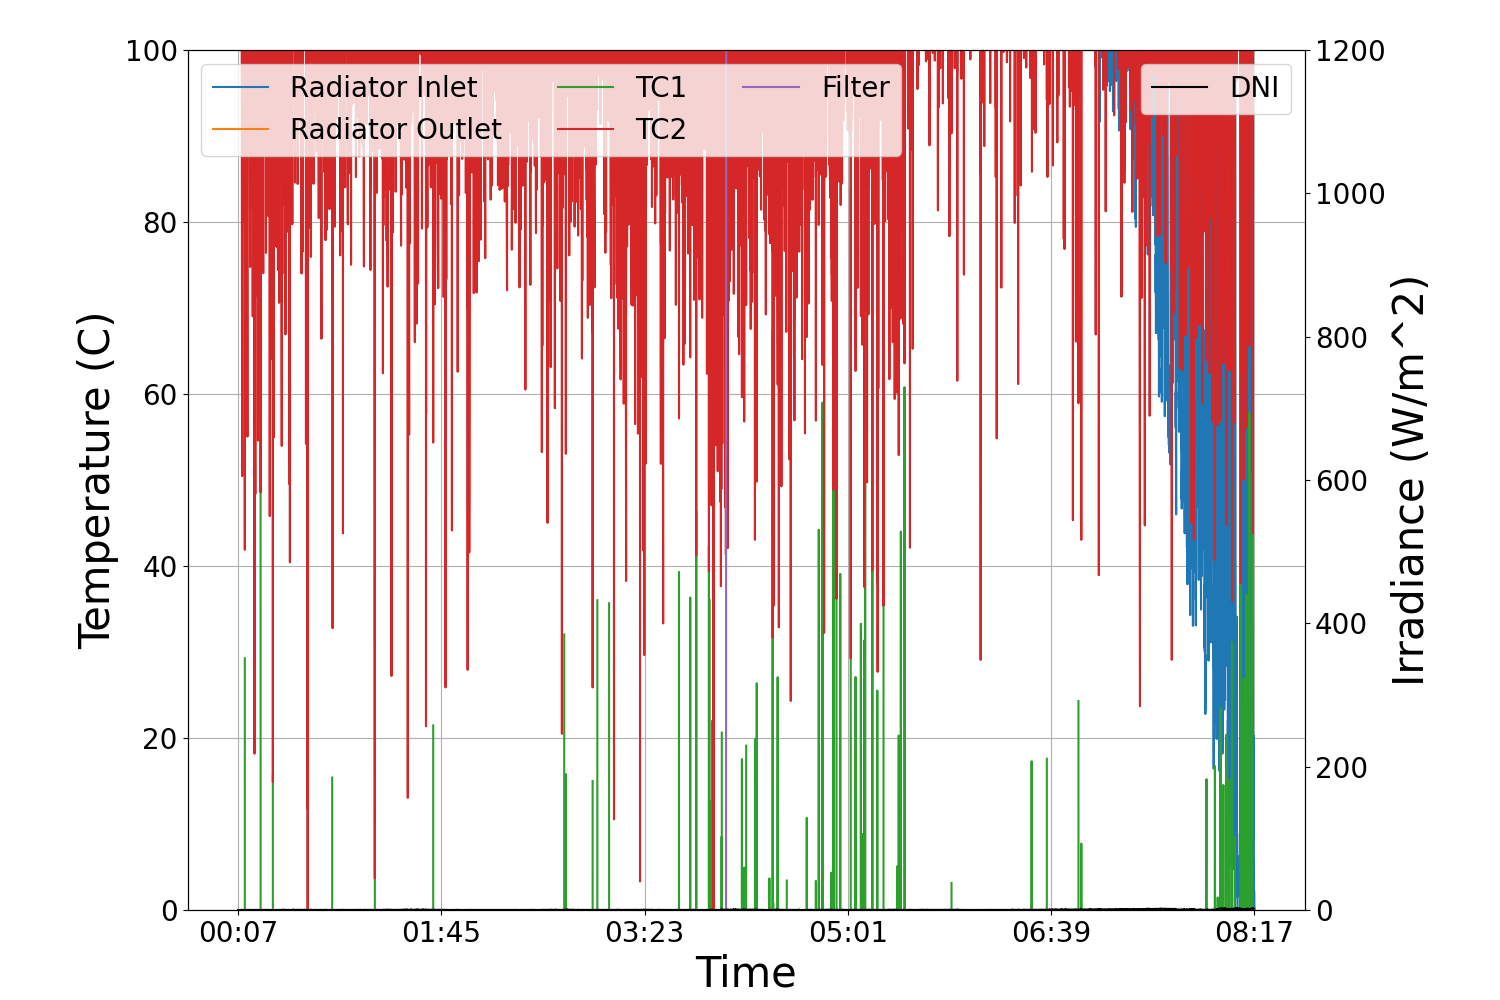 Radiator Inlet
Radiator Outlet
TC1
TC2
Filter
DNI
Temperature (C)
100
80
60
40
20
0
Irradiance (W/m^2)
1200
1000
800
600
400
200
0
00:07 01:45 03:23 05:01 06:39 08:17
Time